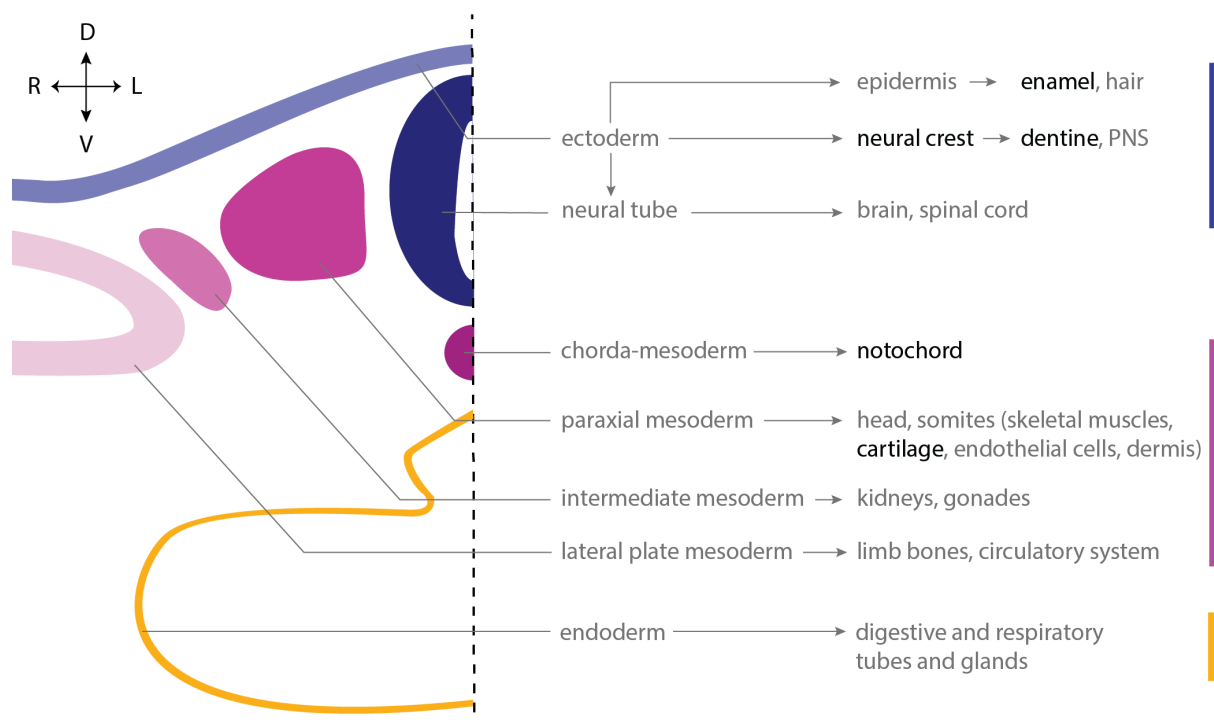 D
R
L
V
epidermis
enamel, hair
ectoderm
neural crest
dentine, PNS
neural tube
brain, spinal cord
chorda-mesoderm
notochord
paraxial mesoderm
head, somites (skeletal muscles,
cartilage, endothelial cells, dermis)
intermediate mesoderm
kidneys, gonades
lateral plate mesoderm
limb bones, circulatory system
endoderm
digestive and respiratory
tubes and glands